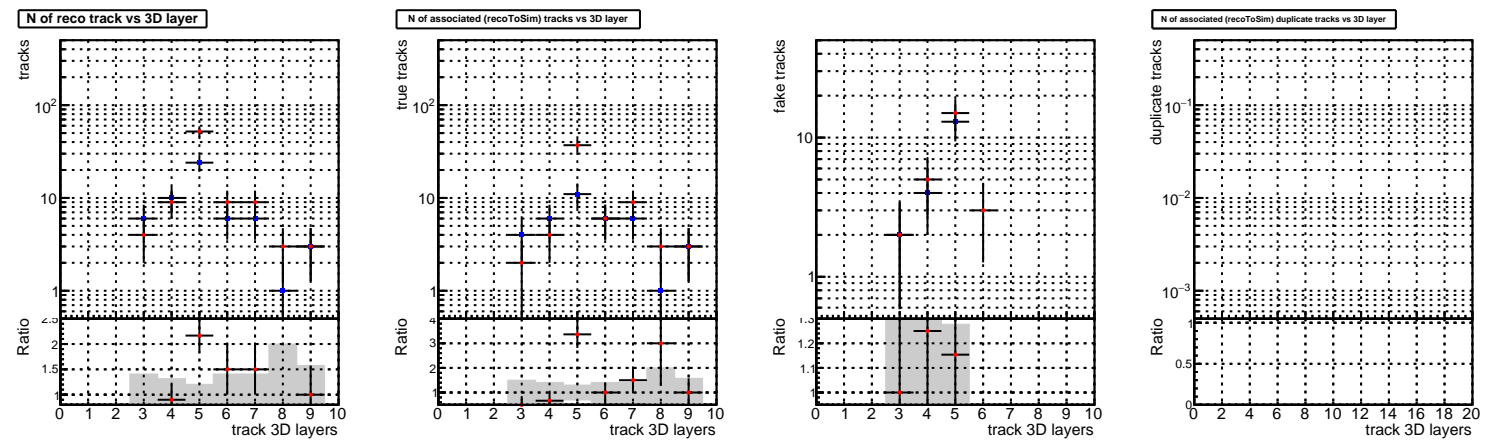 N of reco track vs 3D layer
tracks
10²
10
1
Ratio
2.5
2
1.5
1
0 1 2 3 4 5 6 7 8 9 10
track 3D layers
N of associated (recoToSim) tracks vs 3D layer
true tracks
10²
10
1
Ratio
4
3
2
1
0 1 2 3 4 5 6 7 8 9 10
track 3D layers
fake tracks
10
1
Ratio
1.3
1.2
1.1
1
0 1 2 3 4 5 6 7 8 9 10
track 3D layers
N of associated (recoToSim) duplicate tracks vs 3D layer
duplicate tracks
10⁻¹
10⁻²
10⁻³
Ratio
1
0.5
0
0 2 4 6 8 10 12 14 16 18 20
track 3D layers